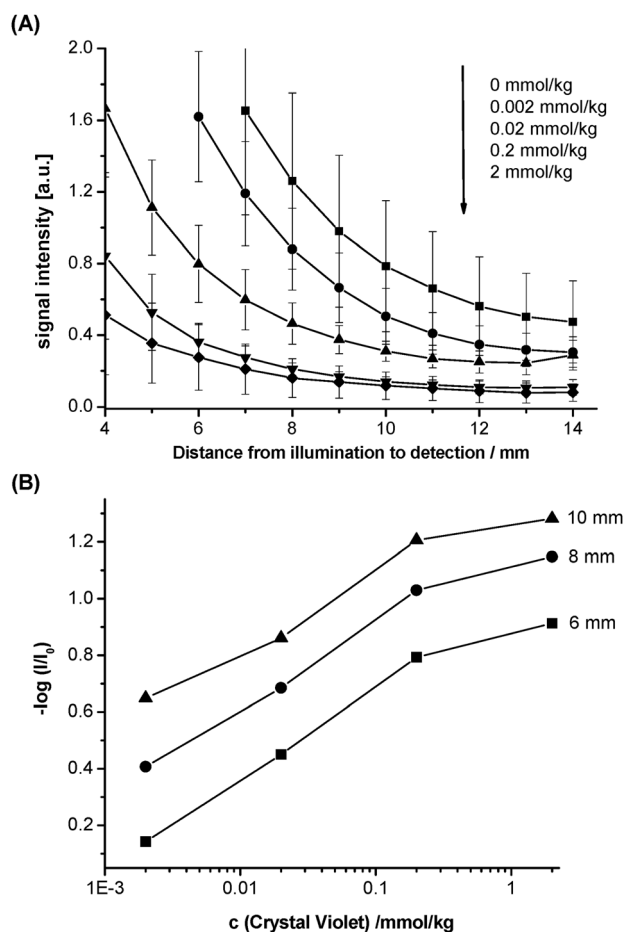 (A)
2.0
1.6
1.2
0.8
0.4
0.0
signal intensity [a.u.]
0 mmol/kg
0.002 mmol/kg
0.02 mmol/kg
0.2 mmol/kg
2 mmol/kg
4 6 8 10 12 14
Distance from illumination to detection / mm
(B)
1.2
1.0
0.8
0.6
0.4
0.2
-log (I/I0)
10 mm
8 mm
6 mm
1E-3 0.01 0.1 1
c (Crystal Violet) /mmol/kg